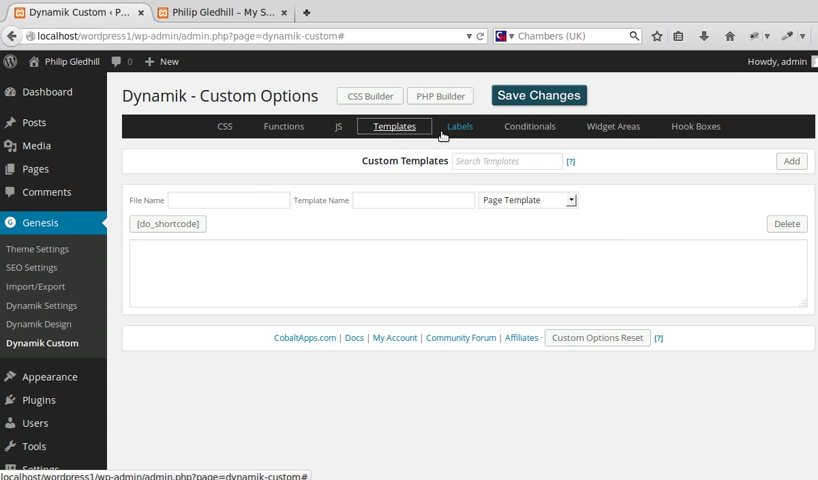 Dynamik Custom ‹ P... × Philip Gledhill – My S... × +
localhost/wordpress1/wp-admin/admin.php?page=dynamik-custom# Chambers (UK)
Philip Gledhill 0 + New Howdy, admin
Dashboard
Posts
Media
Pages
Comments
Genesis
Theme Settings
SEO Settings
Import/Export
Dynamik Settings
Dynamik Design
Dynamik Custom
Appearance
Plugins
Users
Tools
Settings
Dynamik - Custom Options CSS Builder PHP Builder Save Changes
CSS Functions JS Templates Labels Conditionals Widget Areas Hook Boxes
Custom Templates Search Templates [?] Add
File Name Template Name Page Template
[do_shortcode] Delete
CobaltApps.com | Docs | My Account | Community Forum | Affiliates · Custom Options Reset [?]
localhost/wordpress1/wp-admin/admin.php?page=dynamik-custom#